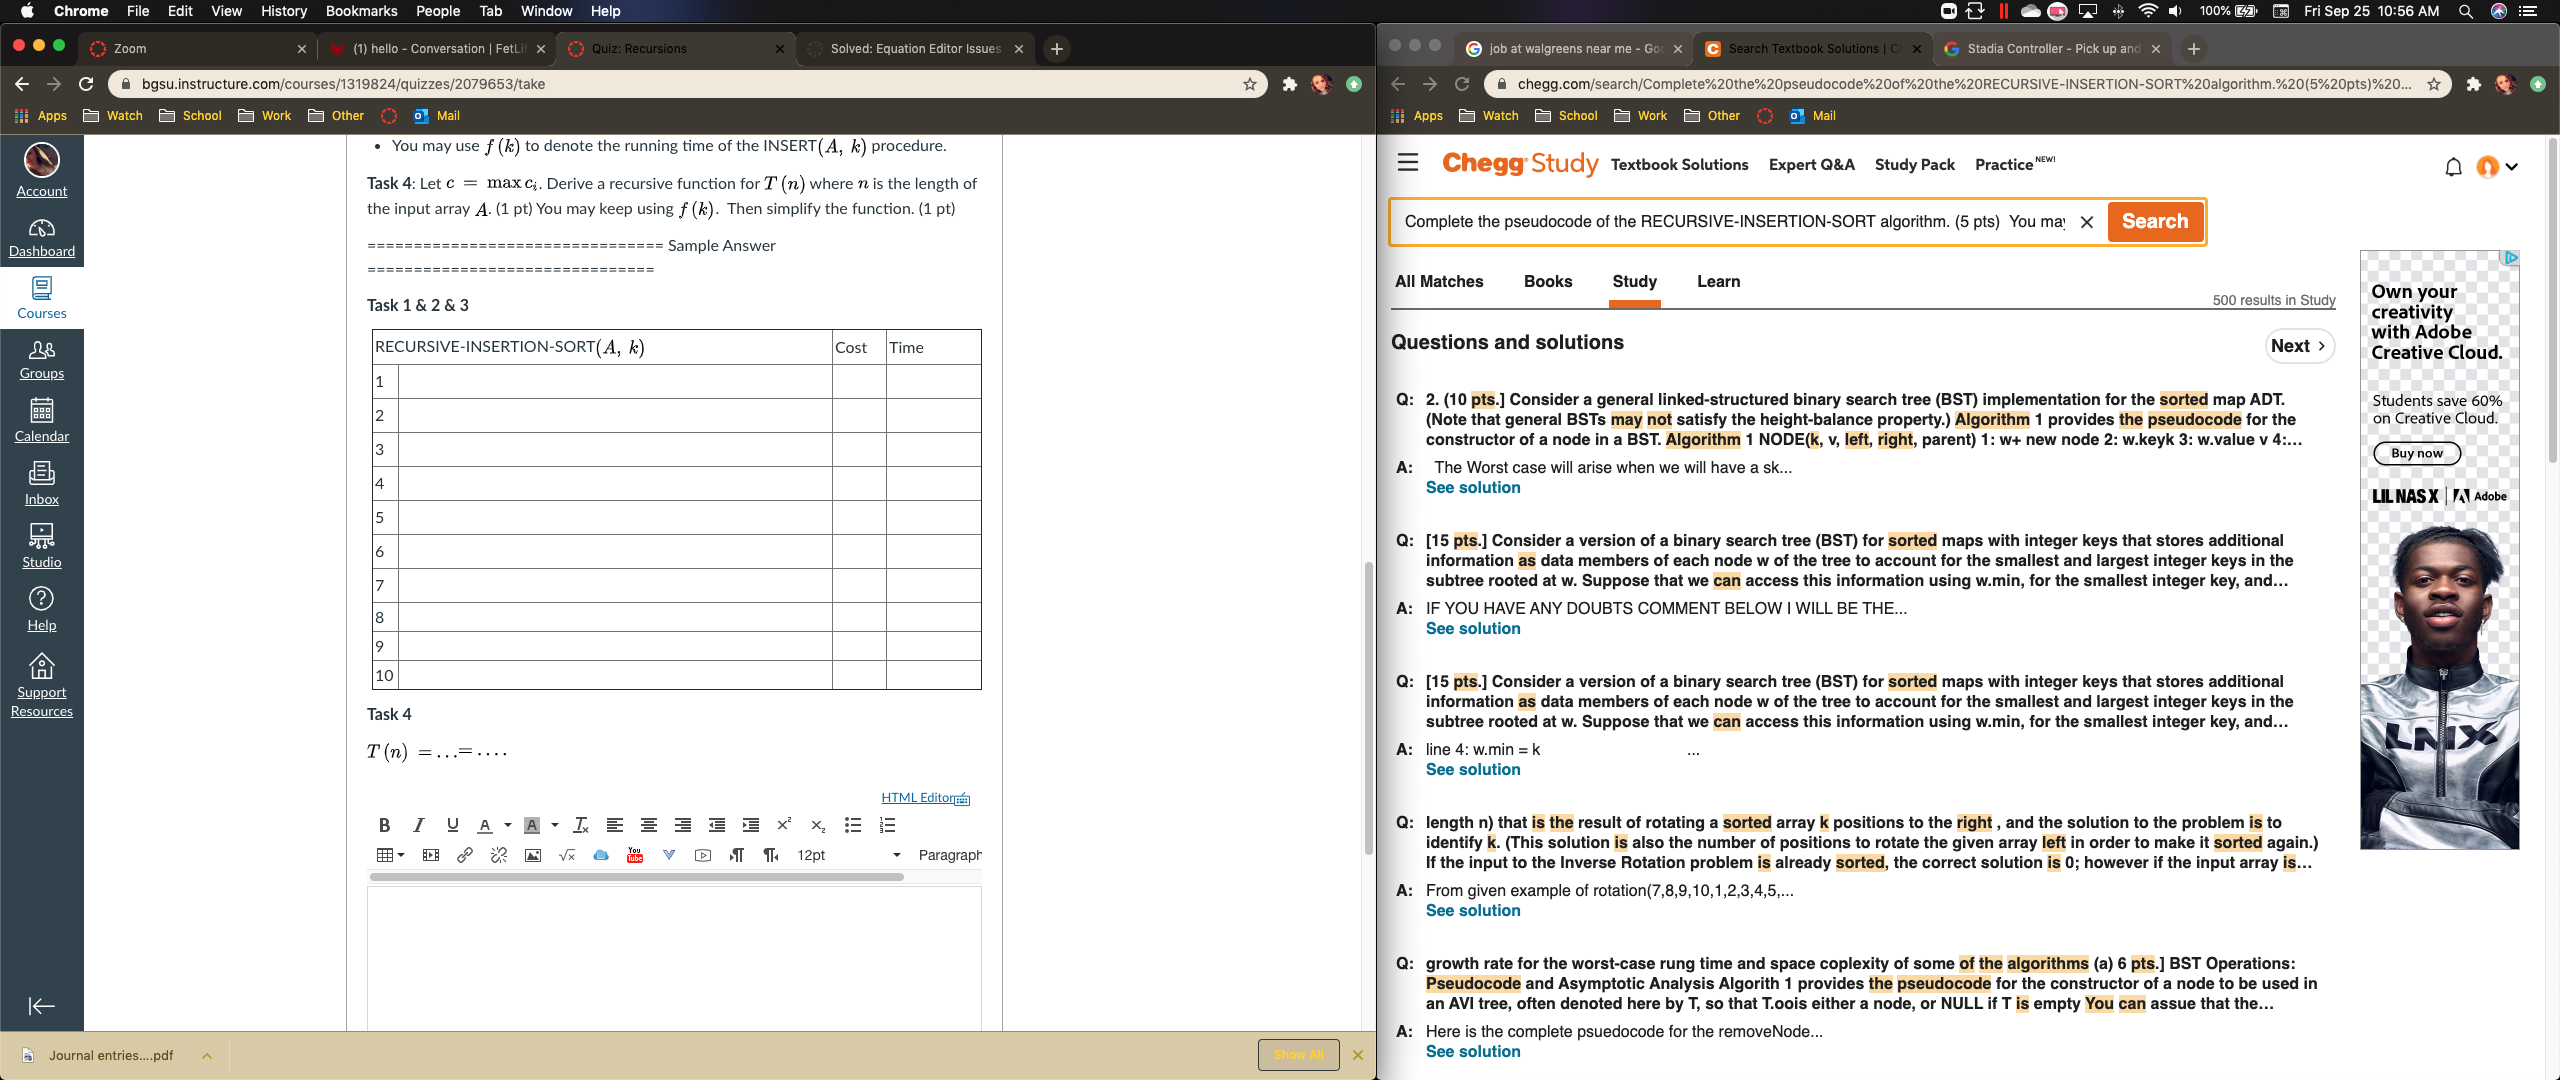 Chrome File Edit View History Bookmarks People Tab Window Help
100% Fri Sep 25 10:56 AM
Zoom
(1) hello - Conversation | FetLif
Quiz: Recursions
Solved: Equation Editor Issues
bgsu.instructure.com/courses/1319824/quizzes/2079653/take
Apps Watch School Work Other Mail
Account
Dashboard
Courses
Groups
Calendar
Inbox
Studio
Help
Support
Resources
• You may use f (k) to denote the running time of the INSERT(A, k) procedure.
Task 4: Let c = max cᵢ. Derive a recursive function for T (n) where n is the length of
the input array A. (1 pt) You may keep using f (k). Then simplify the function. (1 pt)
================================ Sample Answer
===============================
Task 1 & 2 & 3
RECURSIVE-INSERTION-SORT(A, k) Cost Time
1
2
3
4
5
6
7
8
9
10
Task 4
T (n) = ...= ....
HTML Editor
B I U A A Tx x² x₂
You Tube 12pt Paragraph
Journal entries....pdf
Show All
job at walgreens near me - Goo
Search Textbook Solutions | Ch
Stadia Controller - Pick up and
chegg.com/search/Complete%20the%20pseudocode%20of%20the%20RECURSIVE-INSERTION-SORT%20algorithm.%20(5%20pts)%20...
Apps Watch School Work Other Mail
Chegg Study Textbook Solutions Expert Q&A Study Pack Practice NEW!
Complete the pseudocode of the RECURSIVE-INSERTION-SORT algorithm. (5 pts) You may
Search
All Matches Books Study Learn
500 results in Study
Questions and solutions
Next >
Q: 2. (10 pts.] Consider a general linked-structured binary search tree (BST) implementation for the sorted map ADT.
(Note that general BSTs may not satisfy the height-balance property.) Algorithm 1 provides the pseudocode for the
constructor of a node in a BST. Algorithm 1 NODE(k, v, left, right, parent) 1: w+ new node 2: w.keyk 3: w.value v 4:...
A: The Worst case will arise when we will have a sk...
See solution
Q: [15 pts.] Consider a version of a binary search tree (BST) for sorted maps with integer keys that stores additional
information as data members of each node w of the tree to account for the smallest and largest integer keys in the
subtree rooted at w. Suppose that we can access this information using w.min, for the smallest integer key, and...
A: IF YOU HAVE ANY DOUBTS COMMENT BELOW I WILL BE THE...
See solution
Q: [15 pts.] Consider a version of a binary search tree (BST) for sorted maps with integer keys that stores additional
information as data members of each node w of the tree to account for the smallest and largest integer keys in the
subtree rooted at w. Suppose that we can access this information using w.min, for the smallest integer key, and...
A: line 4: w.min = k ...
See solution
Q: length n) that is the result of rotating a sorted array k positions to the right , and the solution to the problem is to
identify k. (This solution is also the number of positions to rotate the given array left in order to make it sorted again.)
If the input to the Inverse Rotation problem is already sorted, the correct solution is 0; however if the input array is...
A: From given example of rotation(7,8,9,10,1,2,3,4,5,...
See solution
Q: growth rate for the worst-case rung time and space coplexity of some of the algorithms (a) 6 pts.] BST Operations:
Pseudocode and Asymptotic Analysis Algorith 1 provides the pseudocode for the constructor of a node to be used in
an AVI tree, often denoted here by T, so that T.oois either a node, or NULL if T is empty You can assue that the...
A: Here is the complete psuedocode for the removeNode...
See solution
Own your
creativity
with Adobe
Creative Cloud.
Students save 60%
on Creative Cloud.
Buy now
LIL NAS X | Adobe
LNX